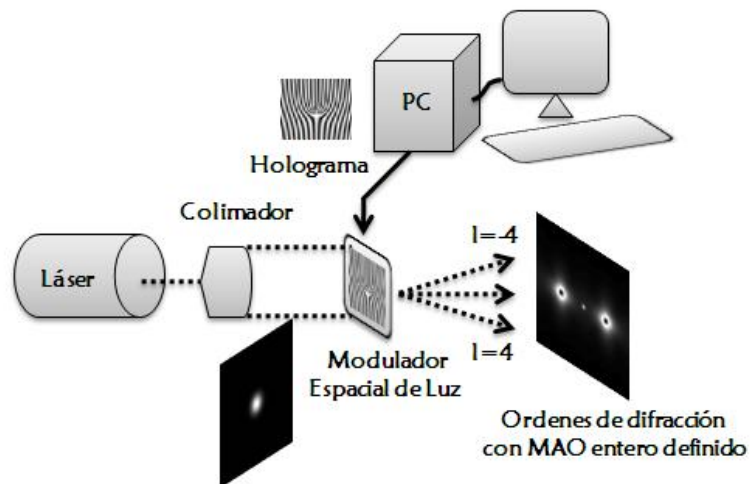 PC
Holograma
Colimador
Láser
l=-4
l=4
Modulador
Espacial de Luz
Ordenes de difracción
con MAO entero definido